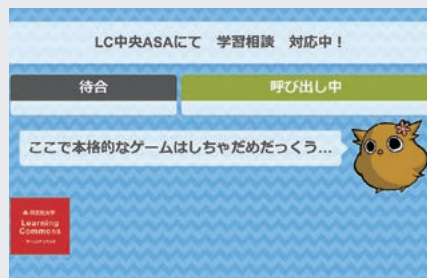 LC中央ASAにて 学習相談 対応中！
待合
呼び出し中
ここで本格的なゲームはしちゃだめだっくう...
Learning
Commons